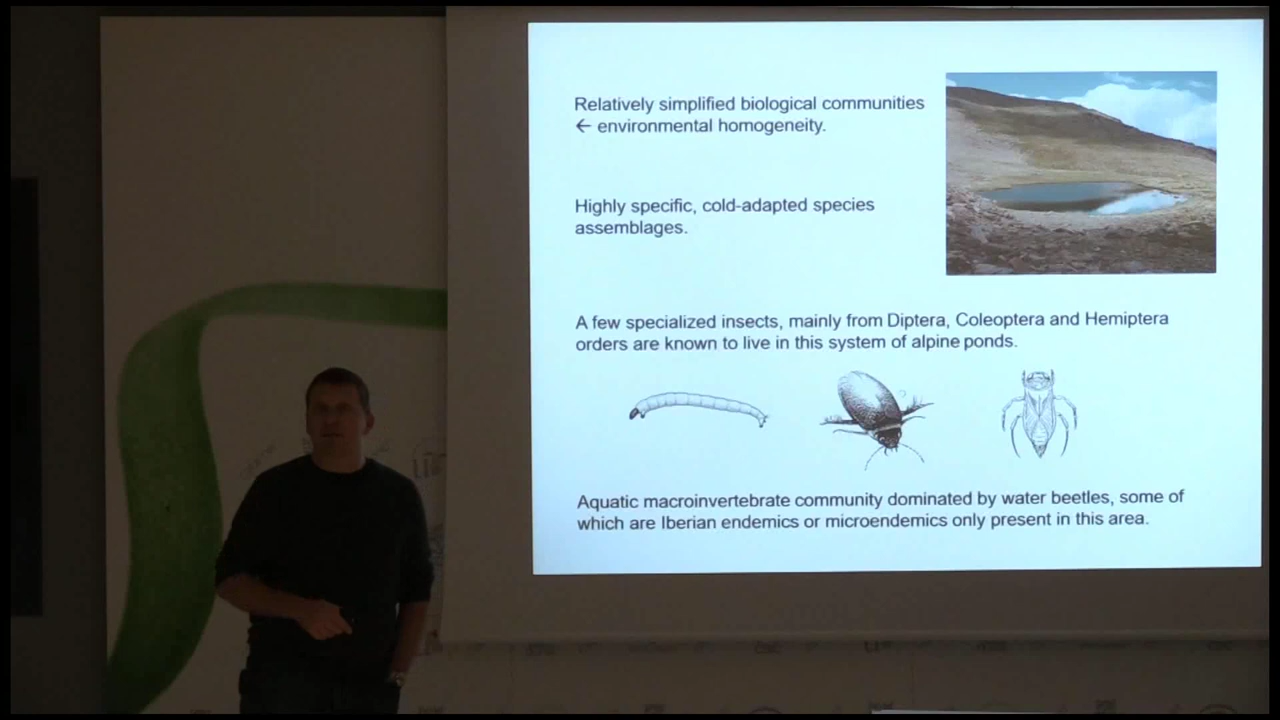 Relatively simplified biological communities
← environmental homogeneity.
Highly specific, cold-adapted species
assemblages.
A few specialized insects, mainly from Diptera, Coleoptera and Hemiptera
orders are known to live in this system of alpine ponds.
Aquatic macroinvertebrate community dominated by water beetles, some of
which are Iberian endemics or microendemics only present in this area.